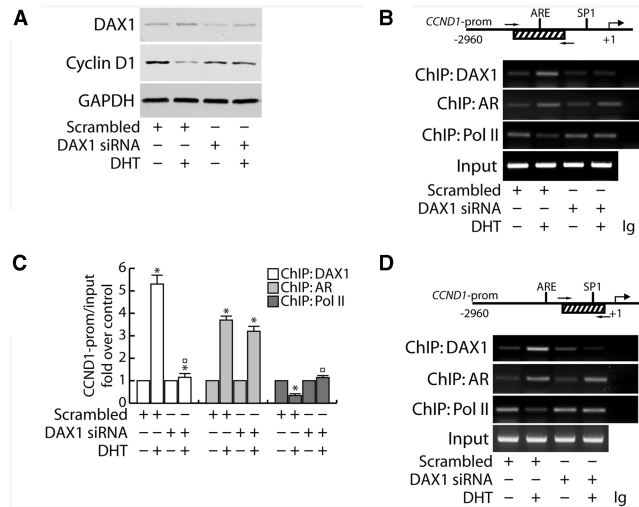 A
DAX1
Cyclin D1
GAPDH
Scrambled + + – –
DAX1 siRNA – – + +
DHT – + – +
B
CCND1-prom
ARE SP1
-2960 +1
ChIP: DAX1
ChIP: AR
ChIP: Pol II
Input
Scrambled + + – –
DAX1 siRNA – – + +
DHT – + – + Ig
C
CCND1-prom/input
fold over control
6
5
4
3
2
1
0
ChIP: DAX1
ChIP: AR
ChIP: Pol II
* ¤ * * * * ¤
Scrambled + + – – + + – – + + – –
DAX1 siRNA – – + + – – + + – – + +
DHT – + – + – + – + – + – +
D
CCND1-prom
ARE SP1
-2960 +1
ChIP: DAX1
ChIP: AR
ChIP: Pol II
Input
Scrambled + + – –
DAX1 siRNA – – + +
DHT – + – + Ig